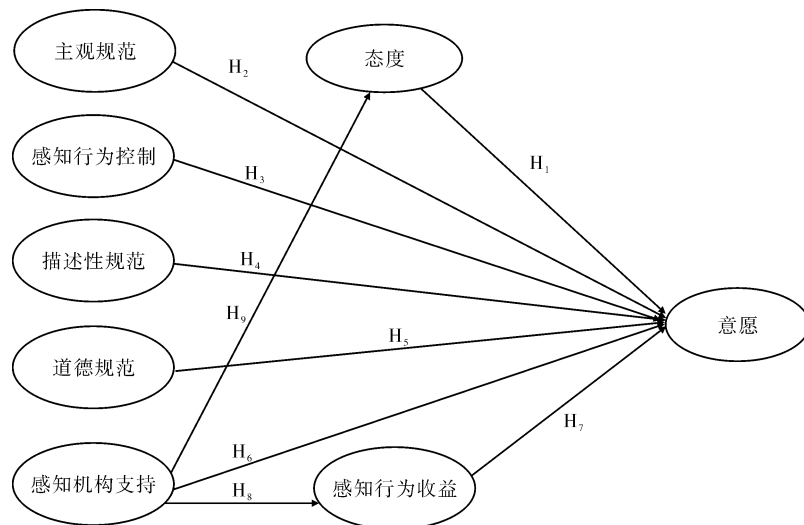 主观规范
态度
H₂
感知行为控制
H₃
H₁
描述性规范
H₄
H₉
意愿
道德规范
H₅
H₆
H₇
感知机构支持
H₈
感知行为收益